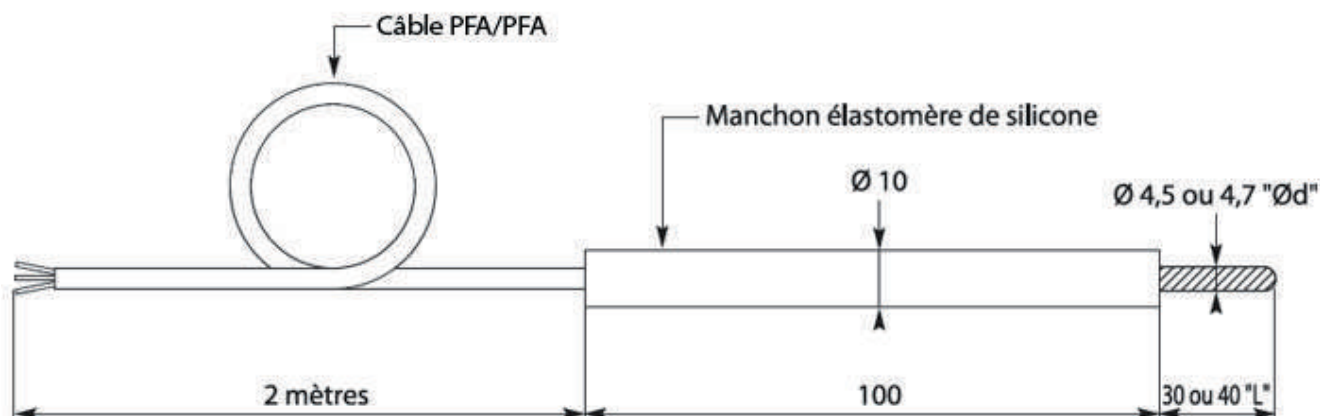 Câble PFA/PFA
Manchon élastomère de silicone
Ø 10
Ø 4,5 ou 4,7 "Ød"
2 mètres
100
30 ou 40 "L"